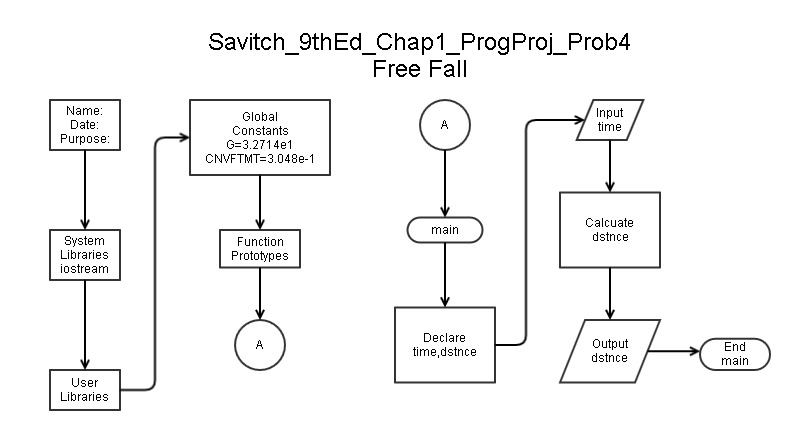 Savitch_9thEd_Chap1_ProgProj_Prob4
Free Fall
Name:
Date:
Purpose:
System
Libraries
iostream
User
Libraries
Global
Constants
G=3.2714e1
CNVFTMT=3.048e-1
Function
Prototypes
A
A
main
Declare
time,dstnce
Input
time
Calcuate
dstnce
Output
dstnce
End
main